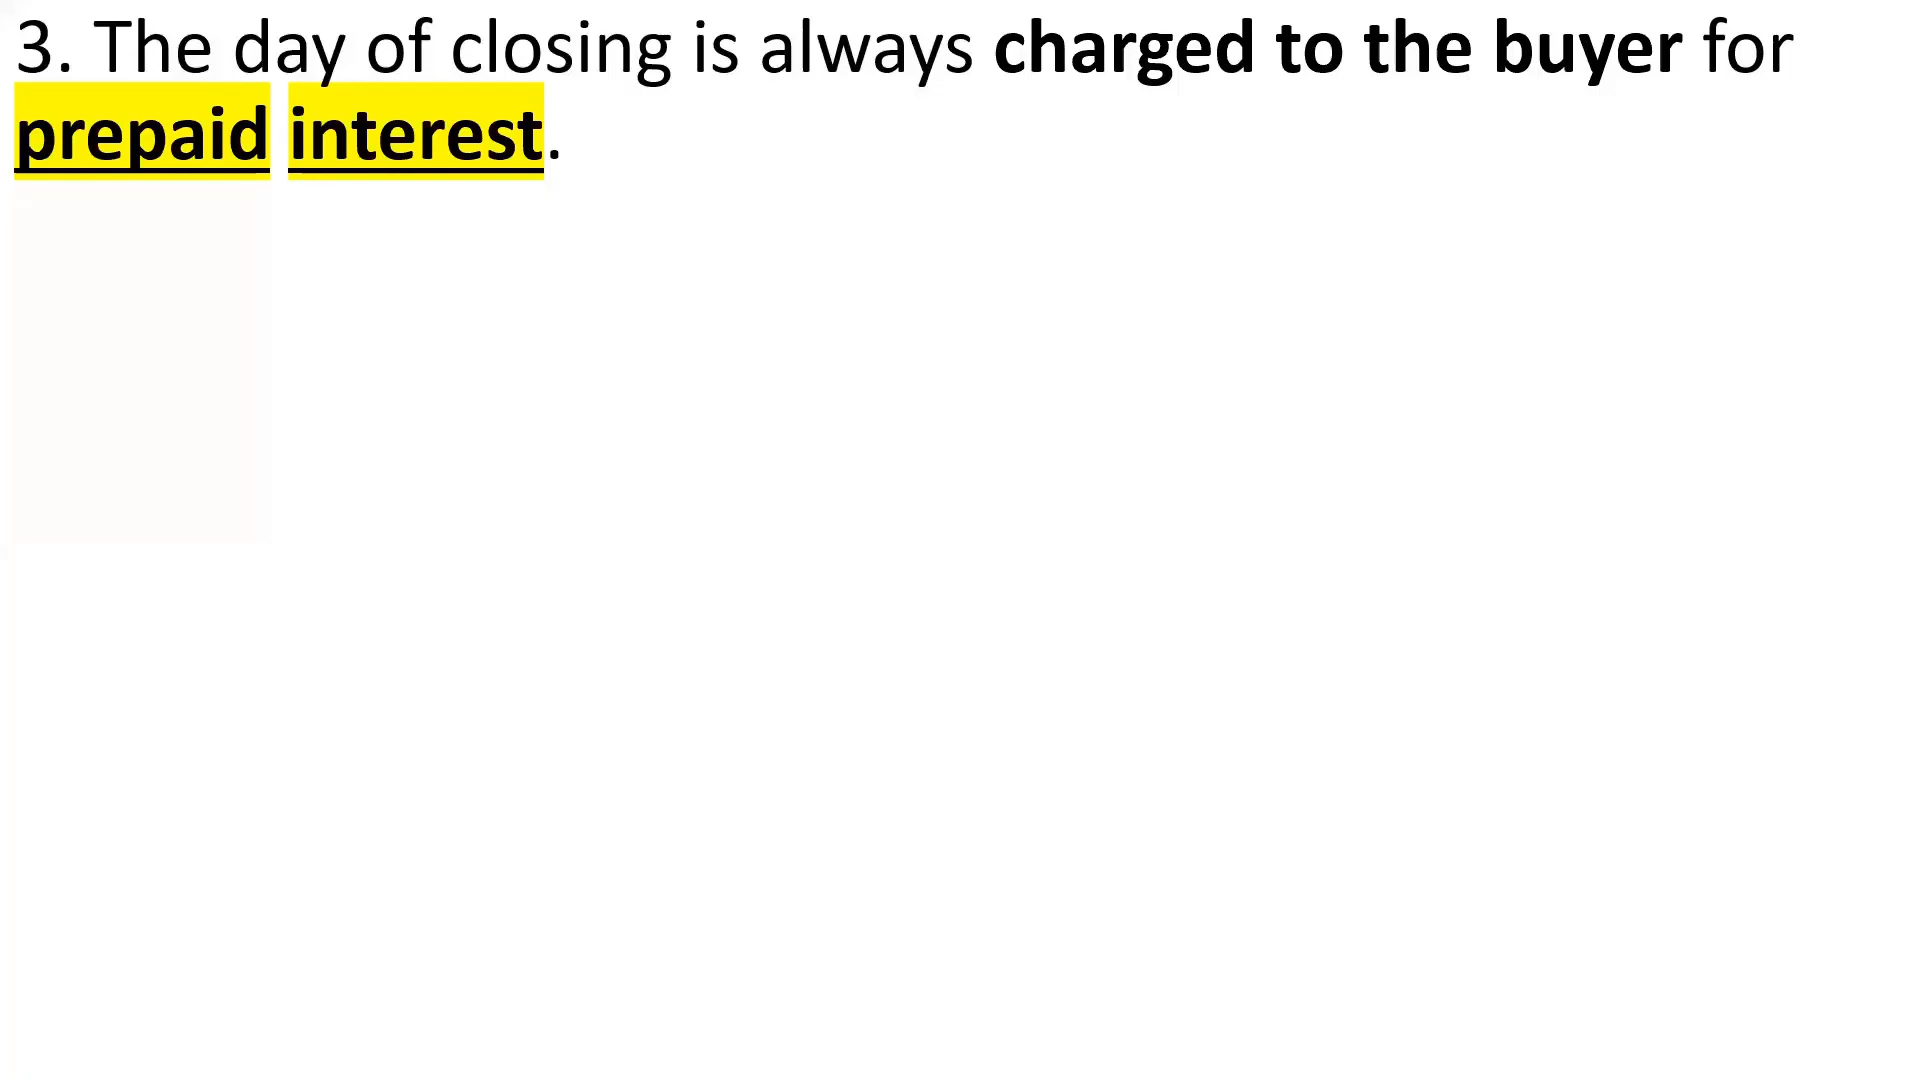 3. The day of closing is always charged to the buyer for
prepaid interest.